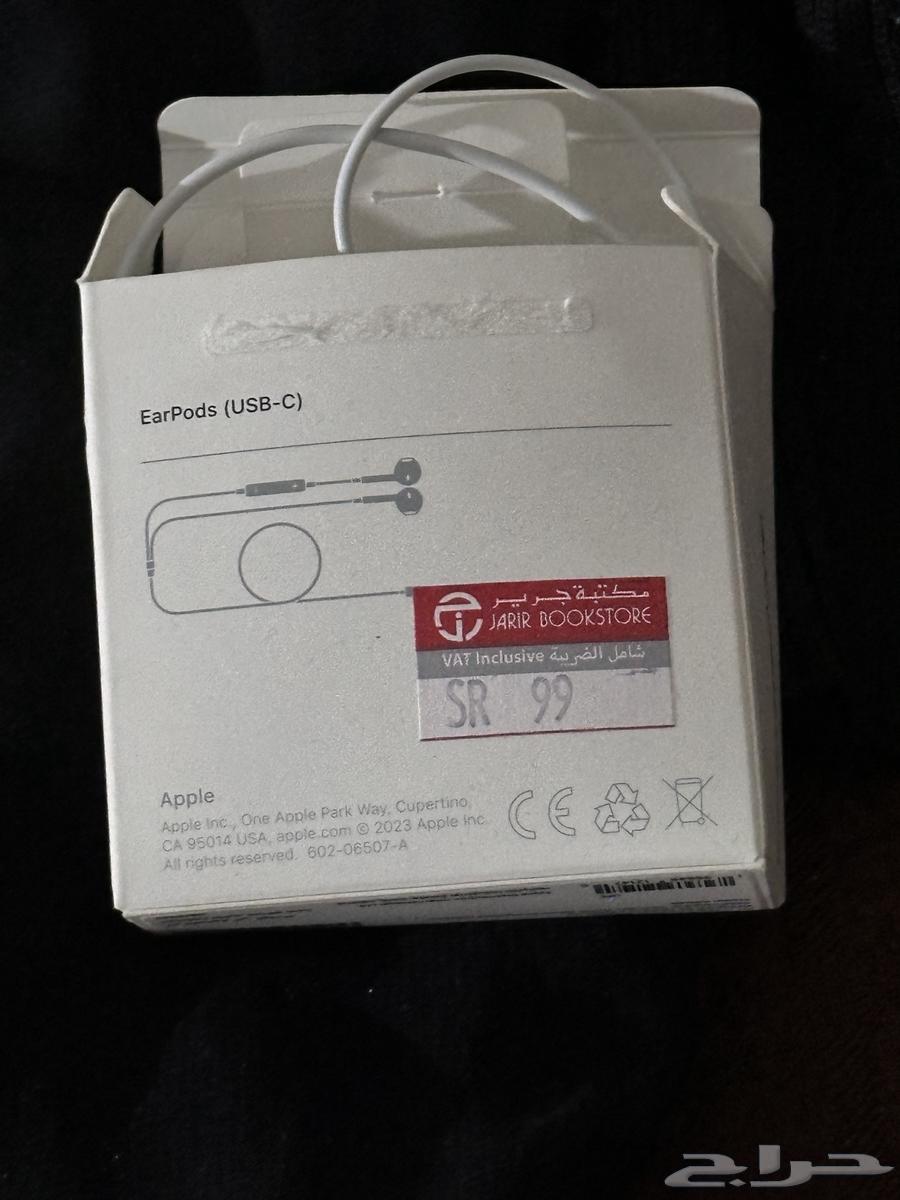 EarPods (USB-C)
مكتبة جرير
JARIR BOOKSTORE
VAT Inclusive شامل الضريبة
SR 99
Apple
Apple Inc., One Apple Park Way, Cupertino,
CA 95014 USA, apple.com © 2023 Apple Inc.
All rights reserved. 602-06507-A
CE
حراج